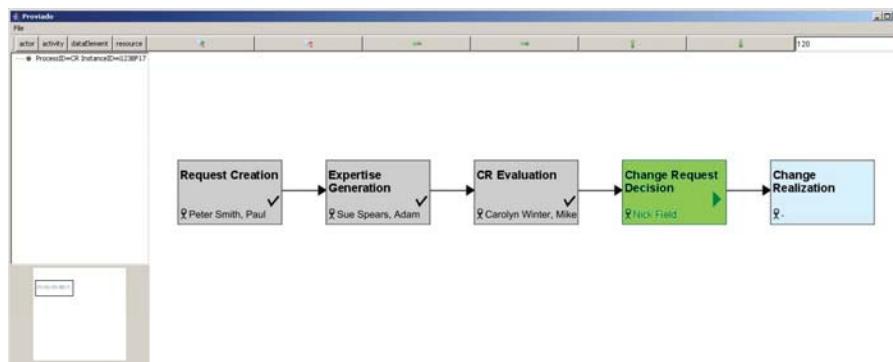 Proviado
File
actor activity dataElement resource
120
ProcessID=CR InstanceID=
Request Creation
Peter Smith, Paul
Expertise
Generation
Sue Spears, Adam
CR Evaluation
Carolyn Winter, Mike
Change Request
Decision
Nick Field
Change
Realization
-